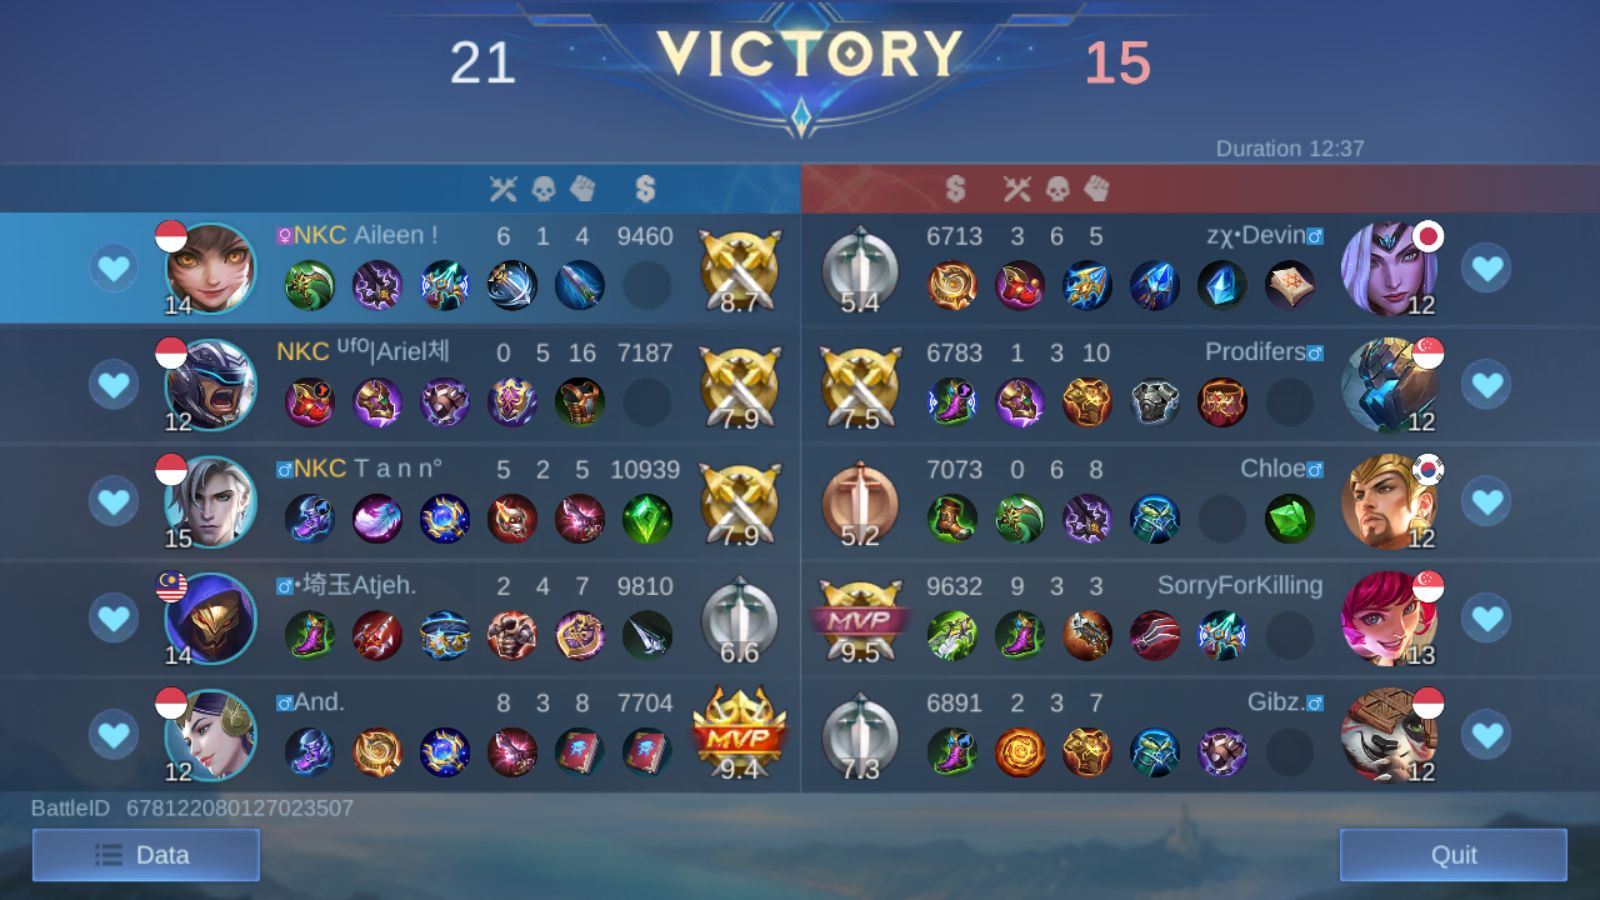 21 VICTORY 15
Duration 12:37
NKC Aileen ! 6 1 4 9460
14 8.7
6713 3 6 5 zχ•Devin
5.4 12
NKC ᵁᶠᴼ|Ariel체 0 5 16 7187
12 7.9
6783 1 3 10 Prodifers
7.5 12
NKC T a n n° 5 2 5 10939
15 7.9
7073 0 6 8 Chloe
5.2 12
•埼玉Atjeh. 2 4 7 9810
14 6.6
9632 9 3 3 SorryForKilling
MVP
9.5 13
And. 8 3 8 7704
MVP
12 9.4
6891 2 3 7 Gibz.
7.3 12
BattleID 678122080127023507
Data
Quit